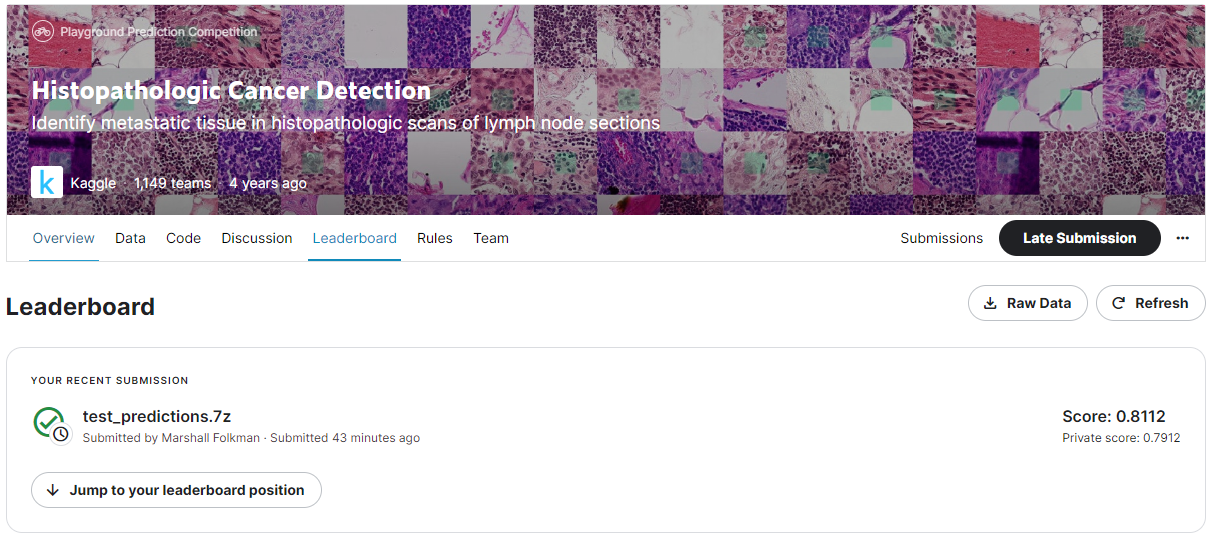 Playground Prediction Competition
Histopathologic Cancer Detection
Identify metastatic tissue in histopathologic scans of lymph node sections
k Kaggle · 1,149 teams · 4 years ago
Overview Data Code Discussion Leaderboard Rules Team Submissions Late Submission ...
Leaderboard Raw Data Refresh
YOUR RECENT SUBMISSION
test_predictions.7z Score: 0.8112
Submitted by Marshall Folkman · Submitted 43 minutes ago Private score: 0.7912
Jump to your leaderboard position